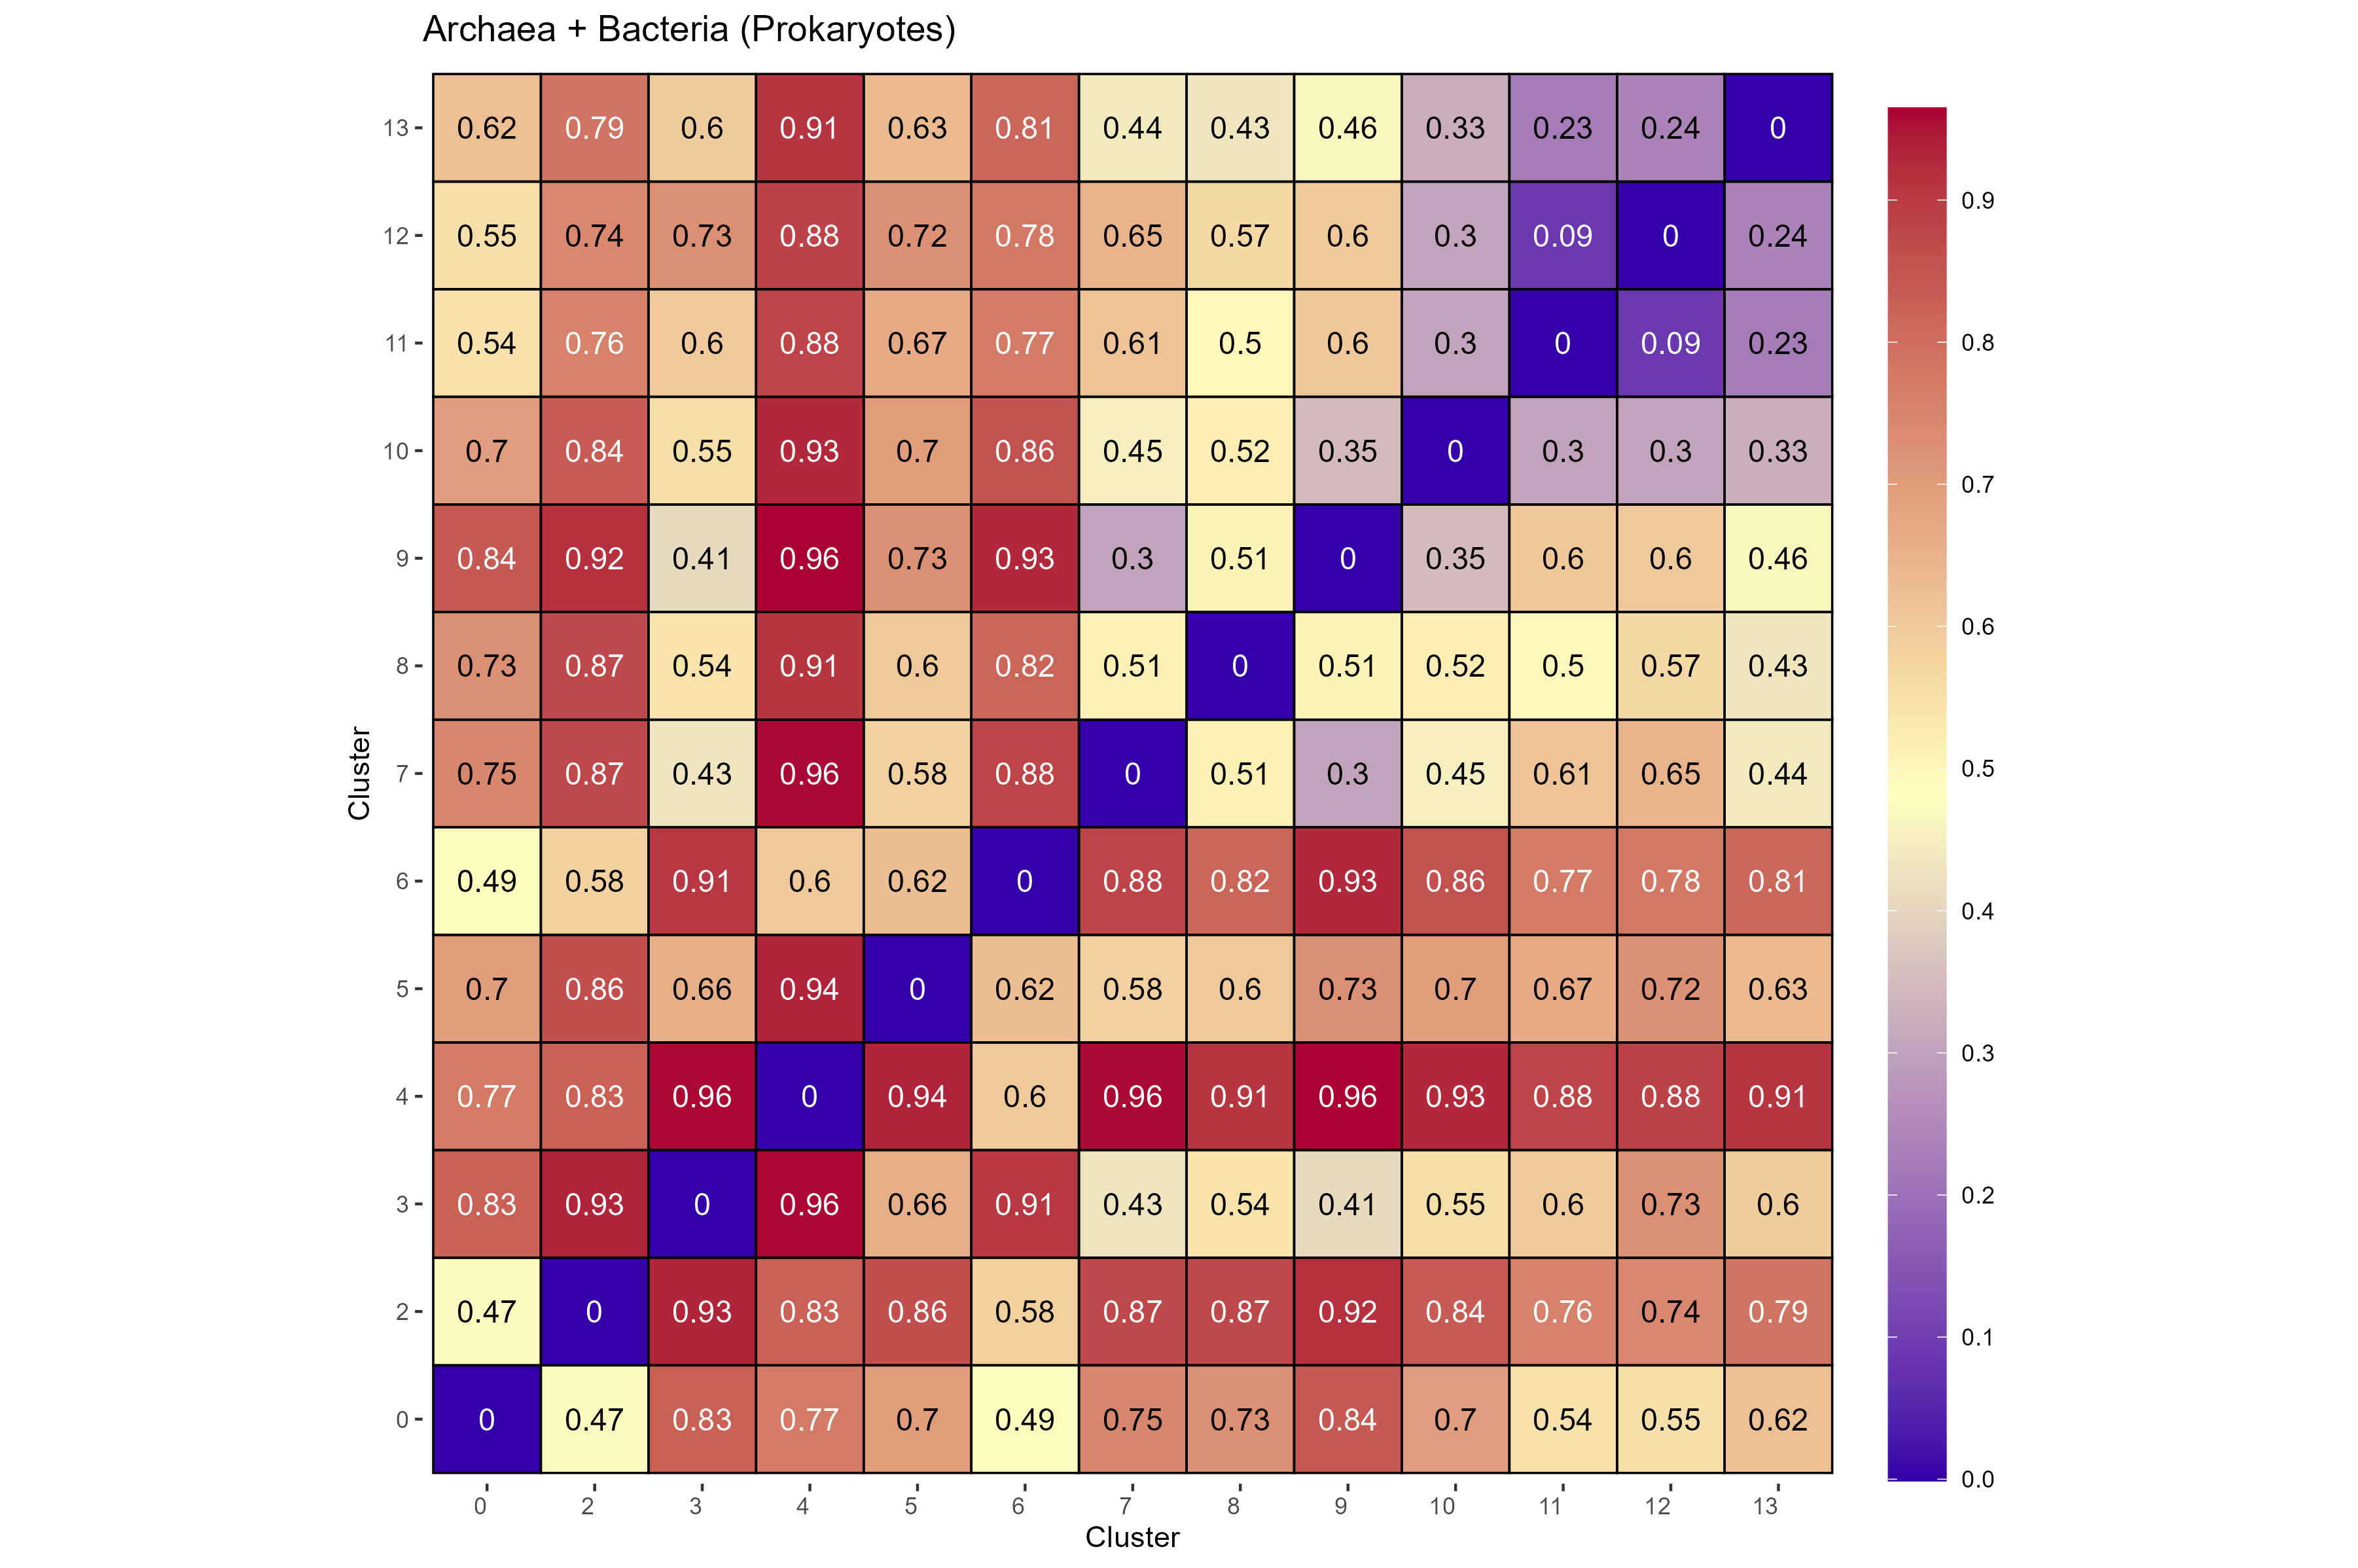 Archaea + Bacteria (Prokaryotes)
13 0.62 0.79 0.6 0.91 0.63 0.81 0.44 0.43 0.46 0.33 0.23 0.24 0
12 0.55 0.74 0.73 0.88 0.72 0.78 0.65 0.57 0.6 0.3 0.09 0 0.24
11 0.54 0.76 0.6 0.88 0.67 0.77 0.61 0.5 0.6 0.3 0 0.09 0.23
10 0.7 0.84 0.55 0.93 0.7 0.86 0.45 0.52 0.35 0 0.3 0.3 0.33
9 0.84 0.92 0.41 0.96 0.73 0.93 0.3 0.51 0 0.35 0.6 0.6 0.46
8 0.73 0.87 0.54 0.91 0.6 0.82 0.51 0 0.51 0.52 0.5 0.57 0.43
7 0.75 0.87 0.43 0.96 0.58 0.88 0 0.51 0.3 0.45 0.61 0.65 0.44
6 0.49 0.58 0.91 0.6 0.62 0 0.88 0.82 0.93 0.86 0.77 0.78 0.81
5 0.7 0.86 0.66 0.94 0 0.62 0.58 0.6 0.73 0.7 0.67 0.72 0.63
4 0.77 0.83 0.96 0 0.94 0.6 0.96 0.91 0.96 0.93 0.88 0.88 0.91
3 0.83 0.93 0 0.96 0.66 0.91 0.43 0.54 0.41 0.55 0.6 0.73 0.6
2 0.47 0 0.93 0.83 0.86 0.58 0.87 0.87 0.92 0.84 0.76 0.74 0.79
0 0 0.47 0.83 0.77 0.7 0.49 0.75 0.73 0.84 0.7 0.54 0.55 0.62
0 2 3 4 5 6 7 8 9 10 11 12 13
Cluster
Cluster
0.9
0.8
0.7
0.6
0.5
0.4
0.3
0.2
0.1
0.0